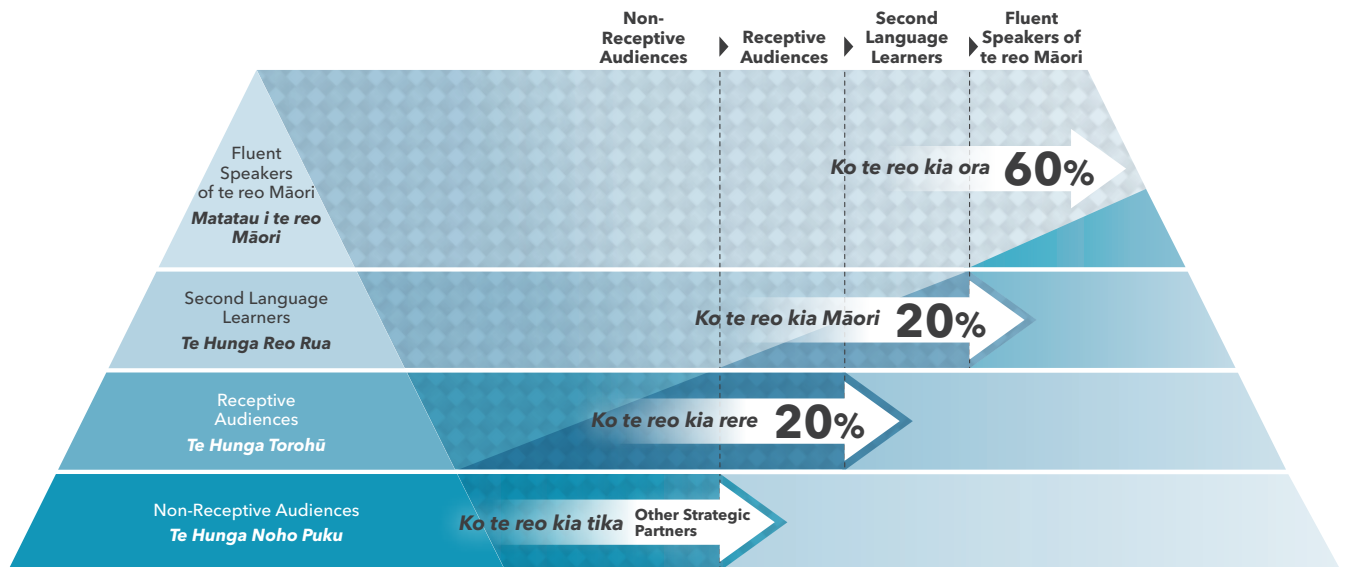 Non-
Receptive
Audiences
Receptive
Audiences
Second
Language
Learners
Fluent
Speakers of
te reo Māori
Fluent
Speakers
of te reo Māori
Matatau i te reo
Māori
Ko te reo kia ora 60%
Second Language
Learners
Te Hunga Reo Rua
Ko te reo kia Māori 20%
Receptive
Audiences
Te Hunga Torohū
Ko te reo kia rere 20%
Non-Receptive Audiences
Te Hunga Noho Puku
Ko te reo kia tika
Other Strategic
Partners